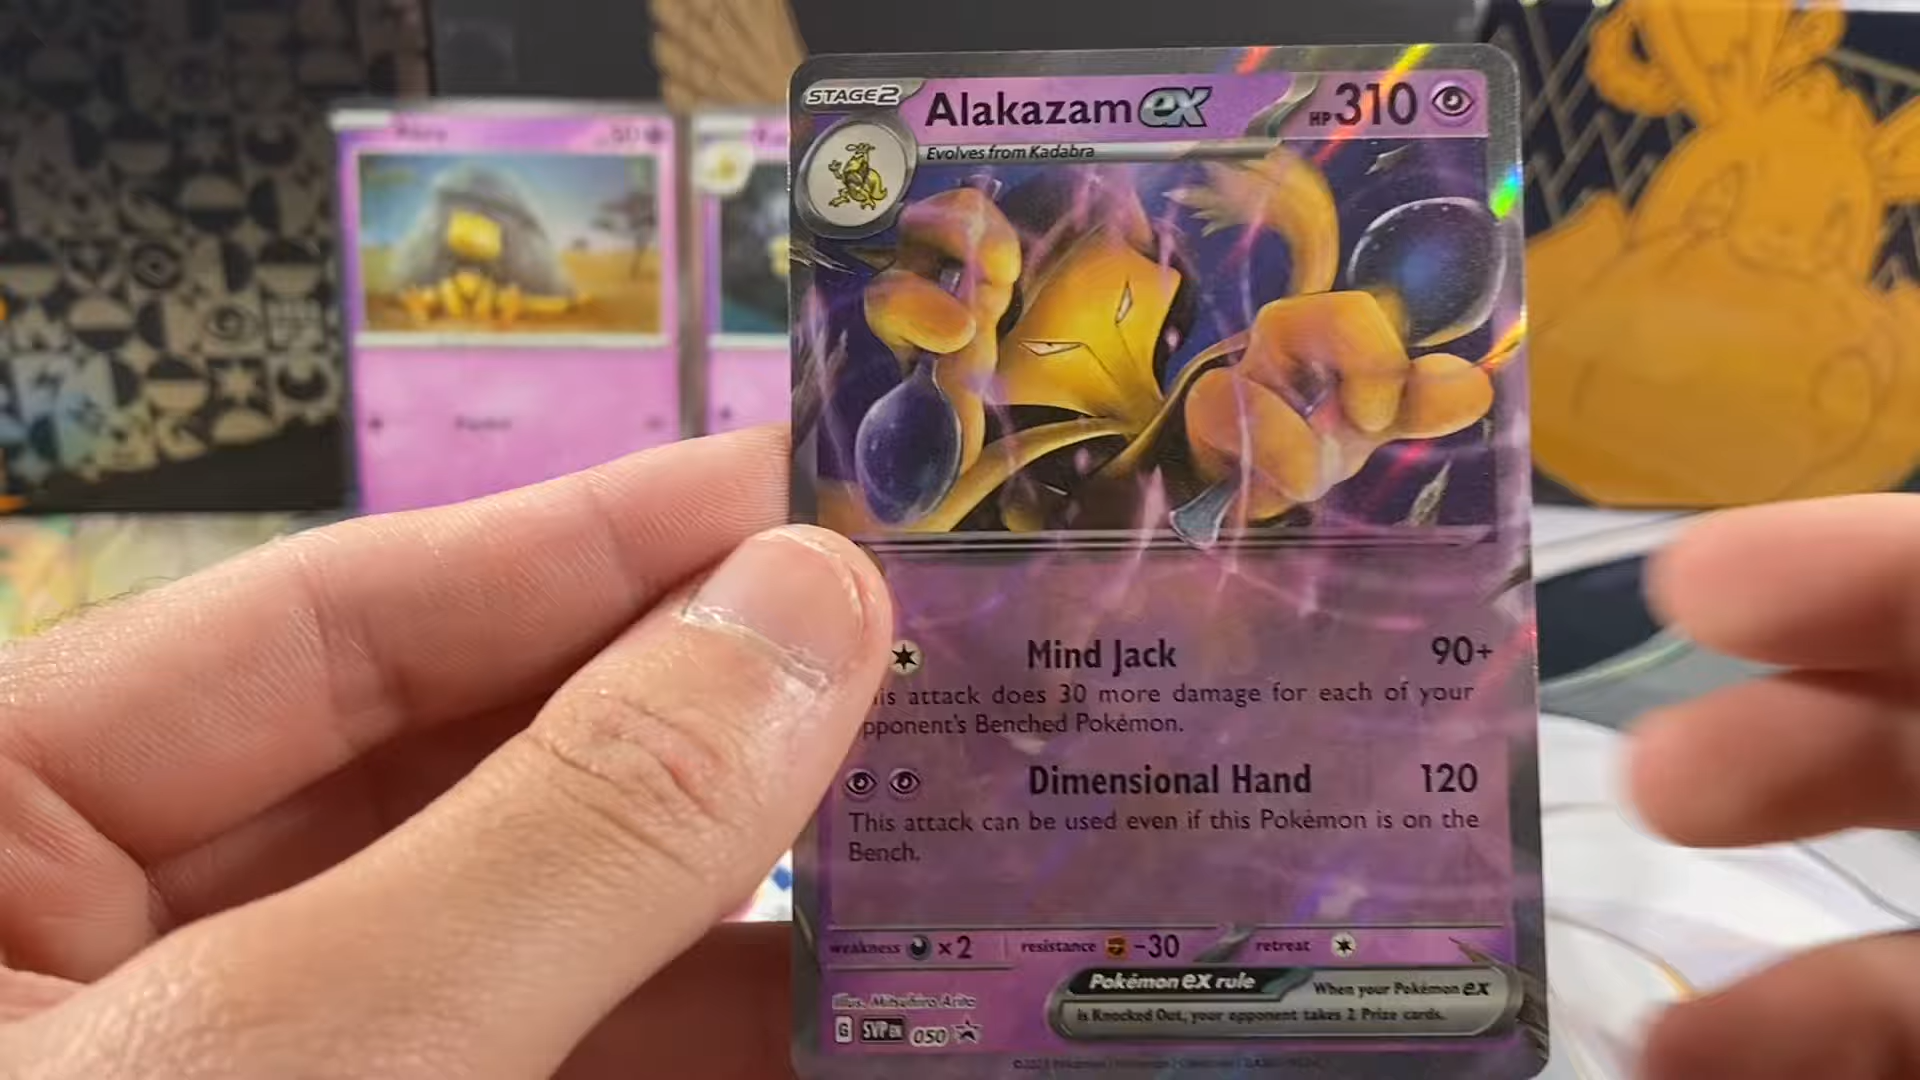 STAGE2
Alakazam ex
HP 310
Evolves from Kadabra
Mind Jack 90+
attack does 30 more damage for each of your
Benched Pokémon.
Dimensional Hand 120
This attack can be used even if this Pokémon is on the
Bench.
weakness ×2 resistance -30 retreat
Pokémon ex rule When your Pokémon ex
is Knocked Out, your opponent takes 2 Prize cards.
Illus. Mitsuhiro Arita
G SVP EN 050